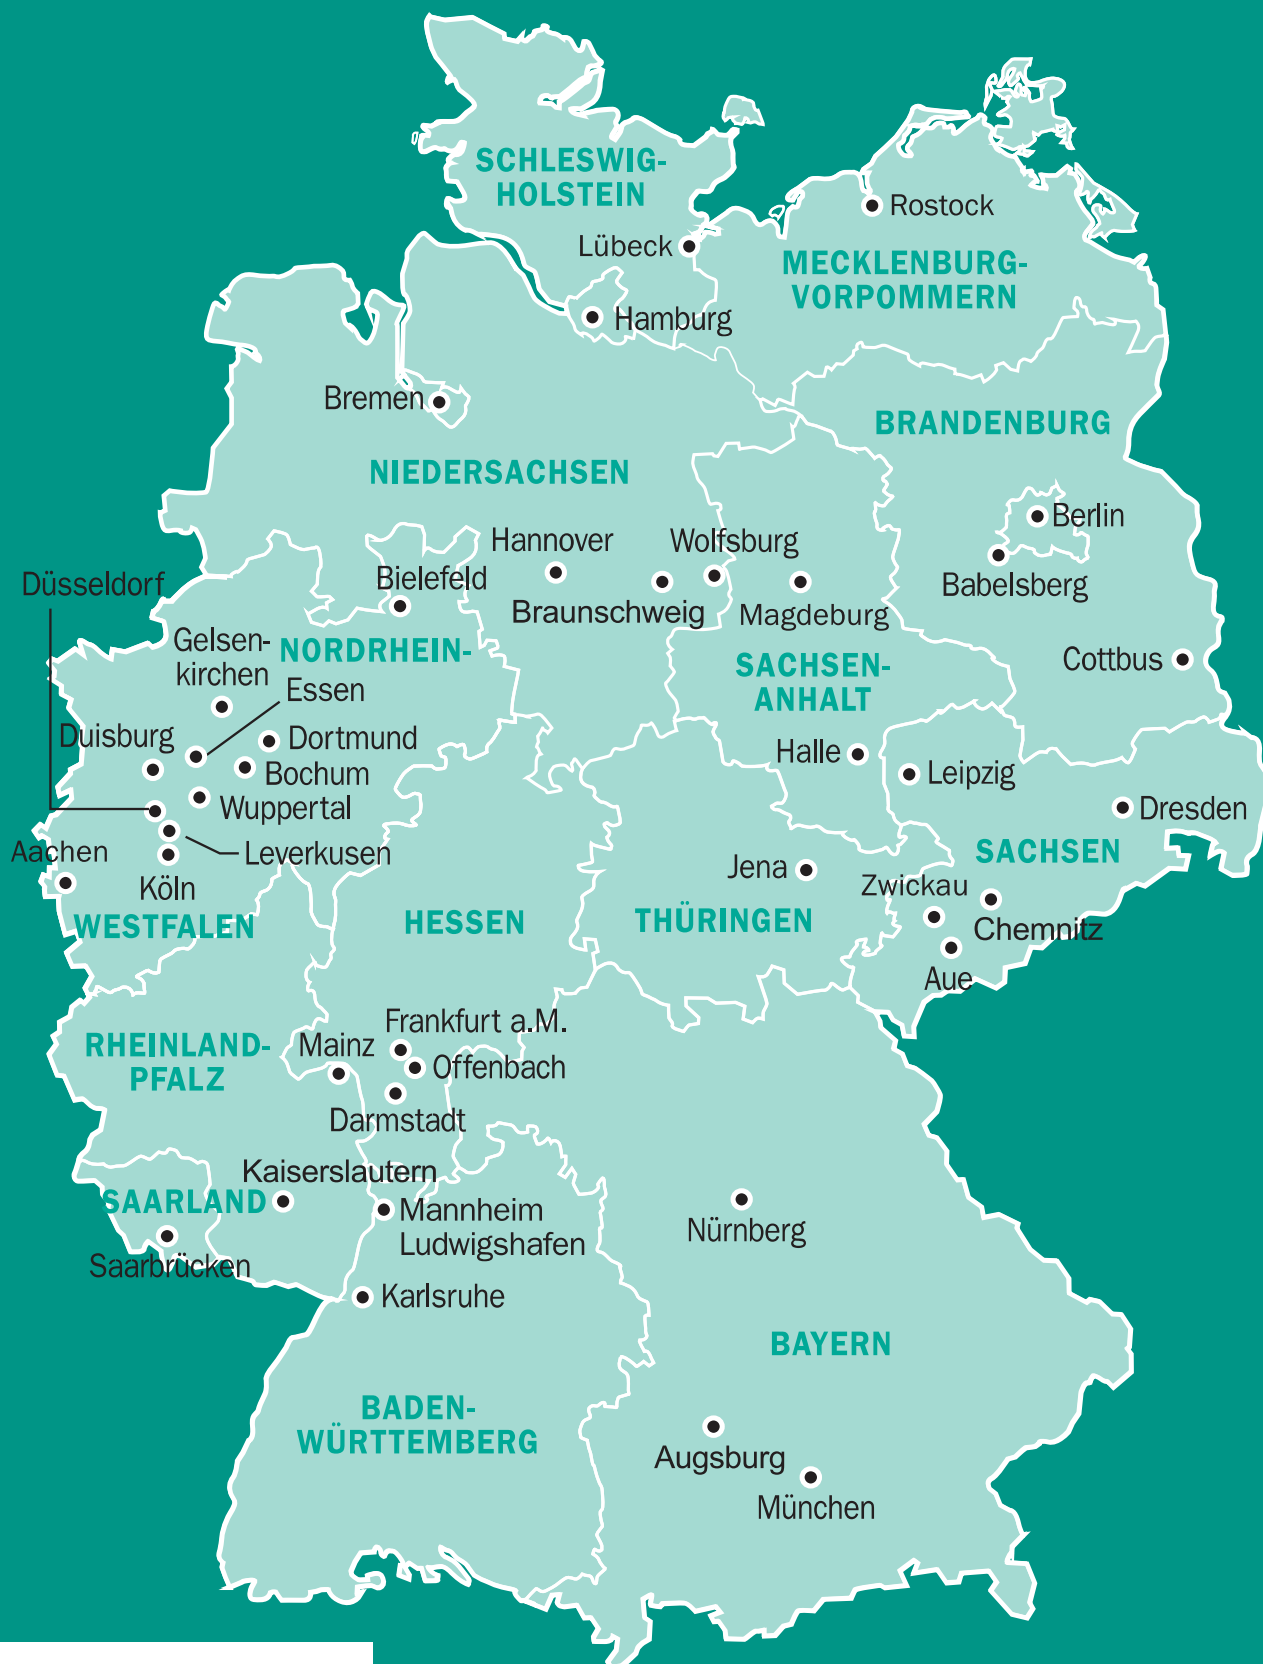 SCHLESWIG-
HOLSTEIN
Rostock
Lübeck
MECKLENBURG-
VORPOMMERN
Hamburg
Bremen
BRANDENBURG
NIEDERSACHSEN
Berlin
Hannover
Wolfsburg
Babelsberg
Düsseldorf
Bielefeld
Braunschweig
Magdeburg
Gelsen-
kirchen
NORDRHEIN-
Essen
SACHSEN-
ANHALT
Cottbus
Duisburg
Dortmund
Bochum
Halle
Leipzig
Wuppertal
Dresden
Aachen
Leverkusen
SACHSEN
Köln
Jena
Zwickau
WESTFALEN
HESSEN
THÜRINGEN
Chemnitz
Aue
Frankfurt a.M.
RHEINLAND-
PFALZ
Mainz
Offenbach
Darmstadt
Kaiserslautern
SAARLAND
Mannheim
Ludwigshafen
Nürnberg
Saarbrücken
Karlsruhe
BAYERN
BADEN-
WÜRTTEMBERG
Augsburg
München